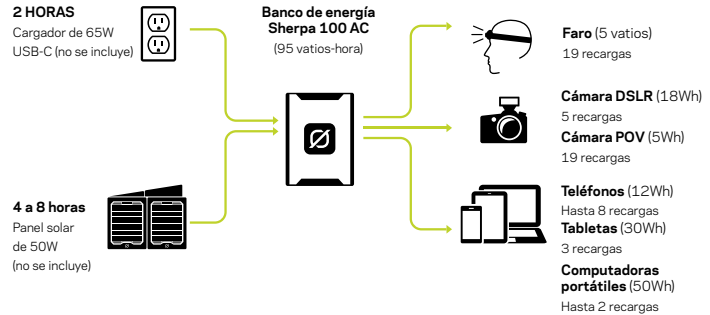 2 HORAS
Cargador de 65W
USB-C (no se incluye)
4 a 8 horas
Panel solar
de 50W
(no se incluye)
Banco de energía
Sherpa 100 AC
(95 vatios-hora)
Faro (5 vatios)
19 recargas
Cámara DSLR (18Wh)
5 recargas
Cámara POV (5Wh)
19 recargas
Teléfonos (12Wh)
Hasta 8 recargas
Tabletas (30Wh)
3 recargas
Computadoras
portátiles (50Wh)
Hasta 2 recargas